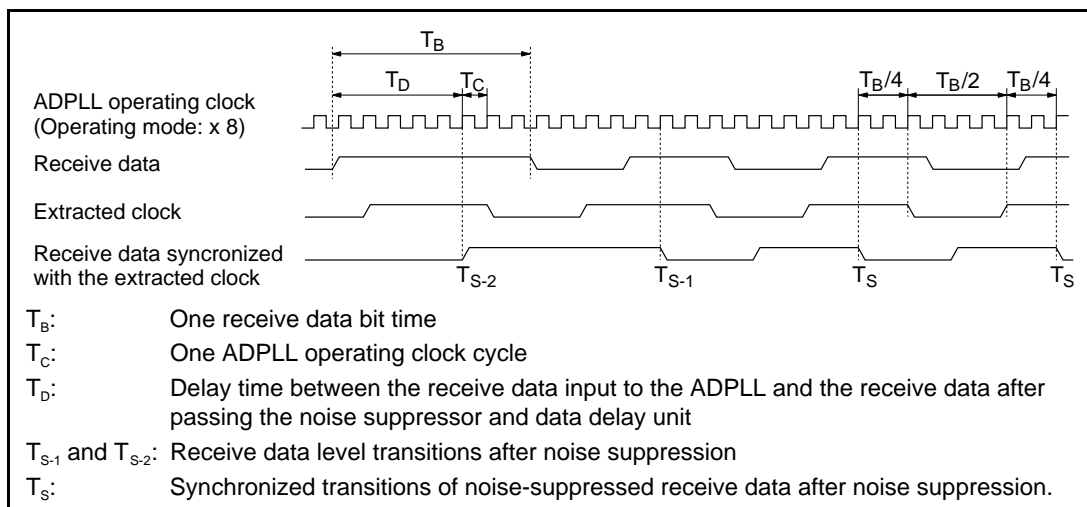 T_B
T_D T_C T_B/4 T_B/2 T_B/4
ADPLL operating clock
(Operating mode: x 8)
Receive data
Extracted clock
Receive data syncronized
with the extracted clock
T_S-2 T_S-1 T_S T_S
T_B: One receive data bit time
T_C: One ADPLL operating clock cycle
T_D: Delay time between the receive data input to the ADPLL and the receive data after
passing the noise suppressor and data delay unit
T_S-1 and T_S-2: Receive data level transitions after noise suppression
T_S: Synchronized transitions of noise-suppressed receive data after noise suppression.